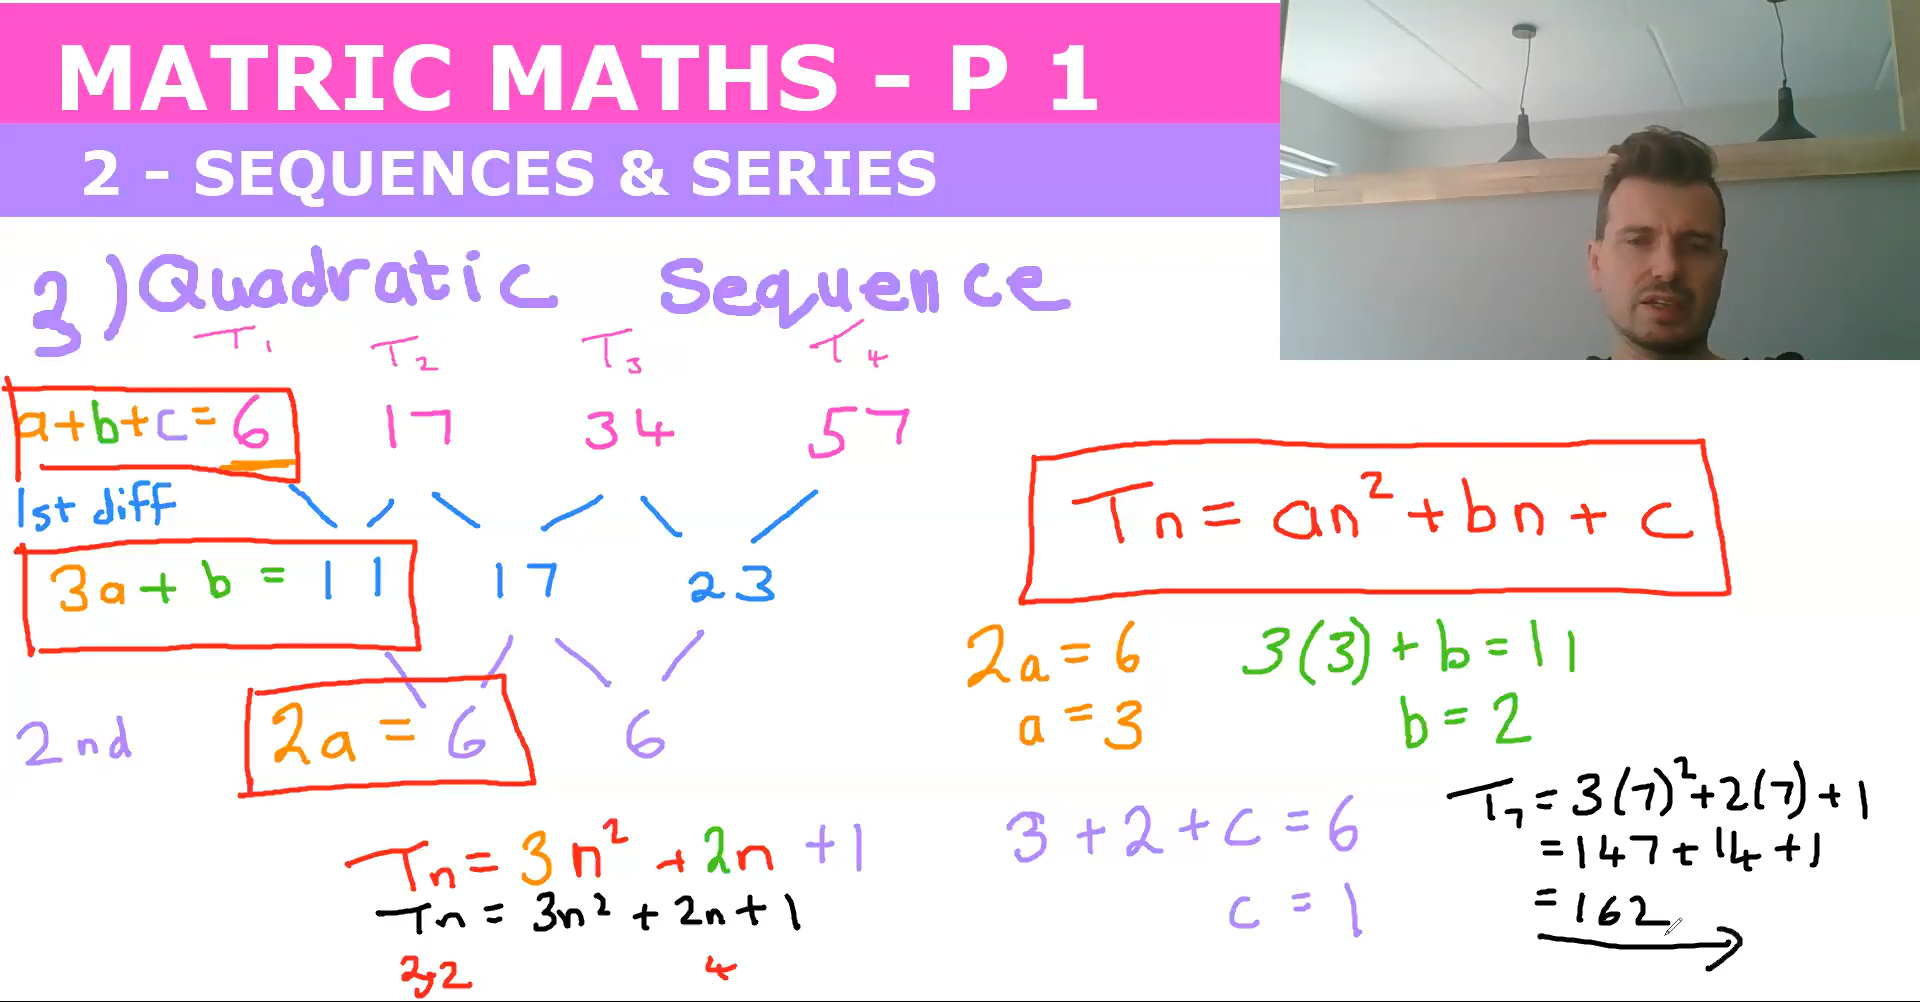 MATRIC MATHS - P 1
2 - SEQUENCES & SERIES
3) Quadratic Sequence
T₁ T₂ T₃ T₄
a+b+c= 6 17 34 57
1st diff
3a + b = 11 17 23
2nd 2a = 6 6
Tn = an² + bn + c
2a = 6 3(3) + b = 11
a = 3 b = 2
3 + 2 + c = 6
c = 1
Tn = 3n² + 2n + 1
Tn = 3n² + 2n + 1
4
T₇ = 3(7)² + 2(7) + 1
= 147 + 14 + 1
= 162